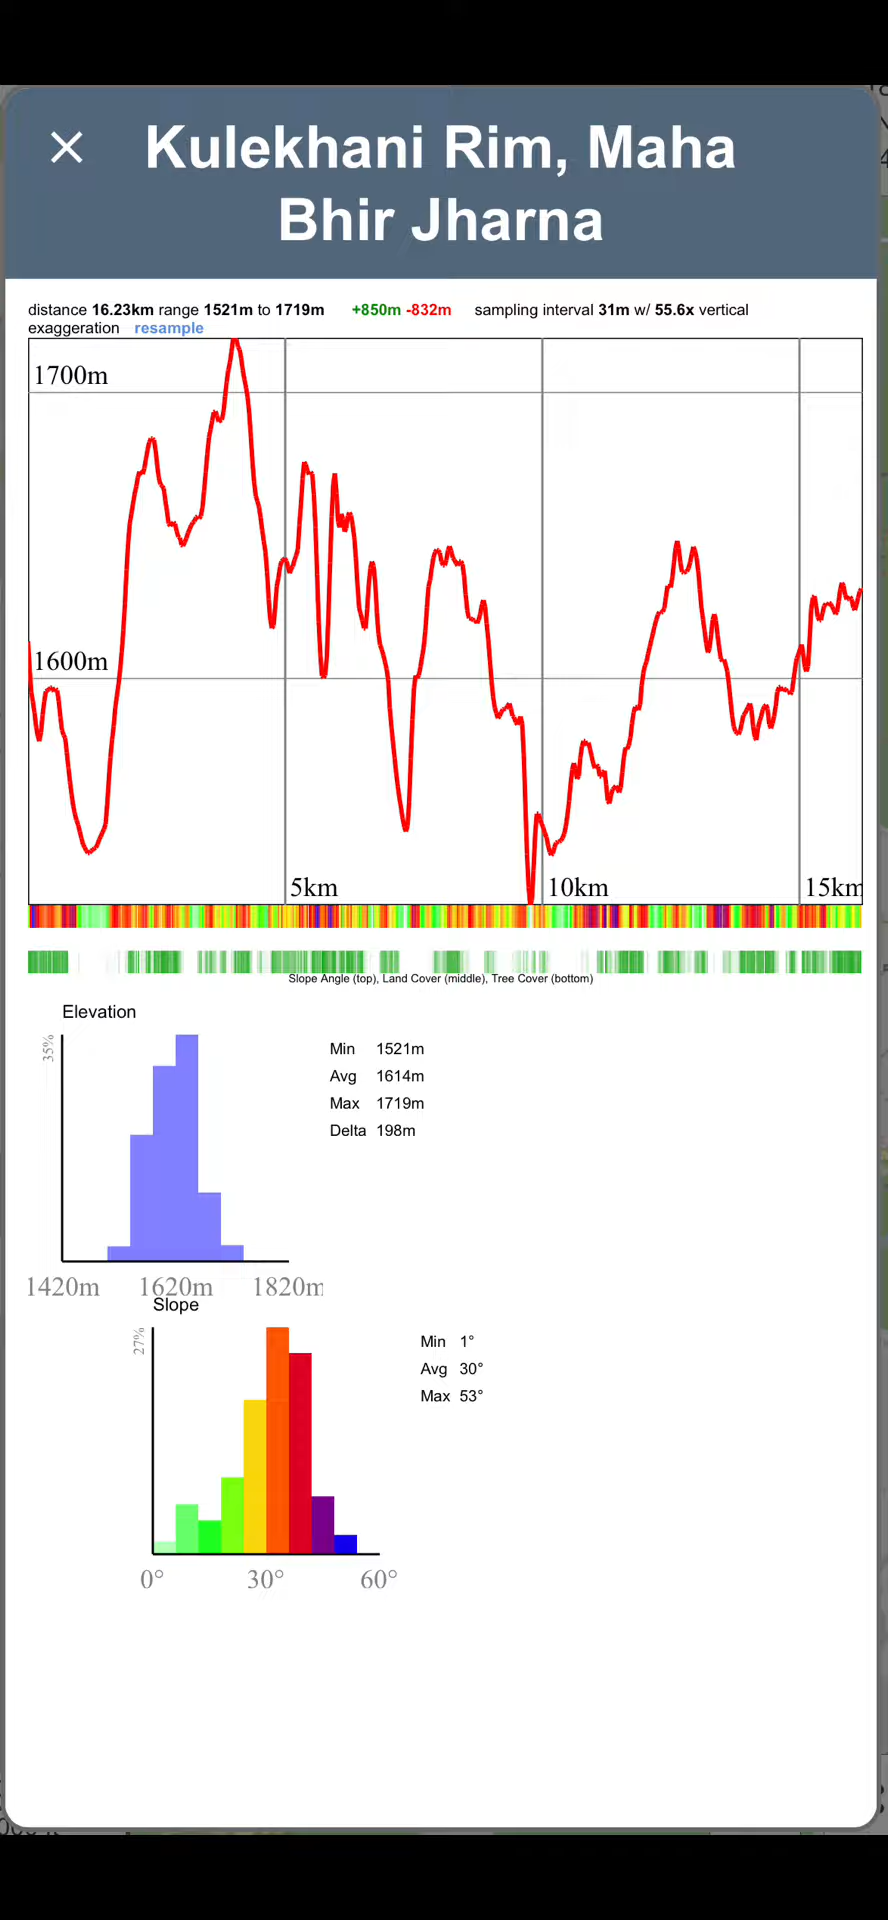 Kulekhani Rim, Maha
Bhir Jharna
distance 16.23km range 1521m to 1719m +850m -832m sampling interval 31m w/ 55.6x vertical
exaggeration resample
1700m
1600m
5km 10km 15km
Slope Angle (top), Land Cover (middle), Tree Cover (bottom)
Elevation
35%
Min 1521m
Avg 1614m
Max 1719m
Delta 198m
1420m 1620m 1820m
Slope
27%
Min 1°
Avg 30°
Max 53°
0° 30° 60°